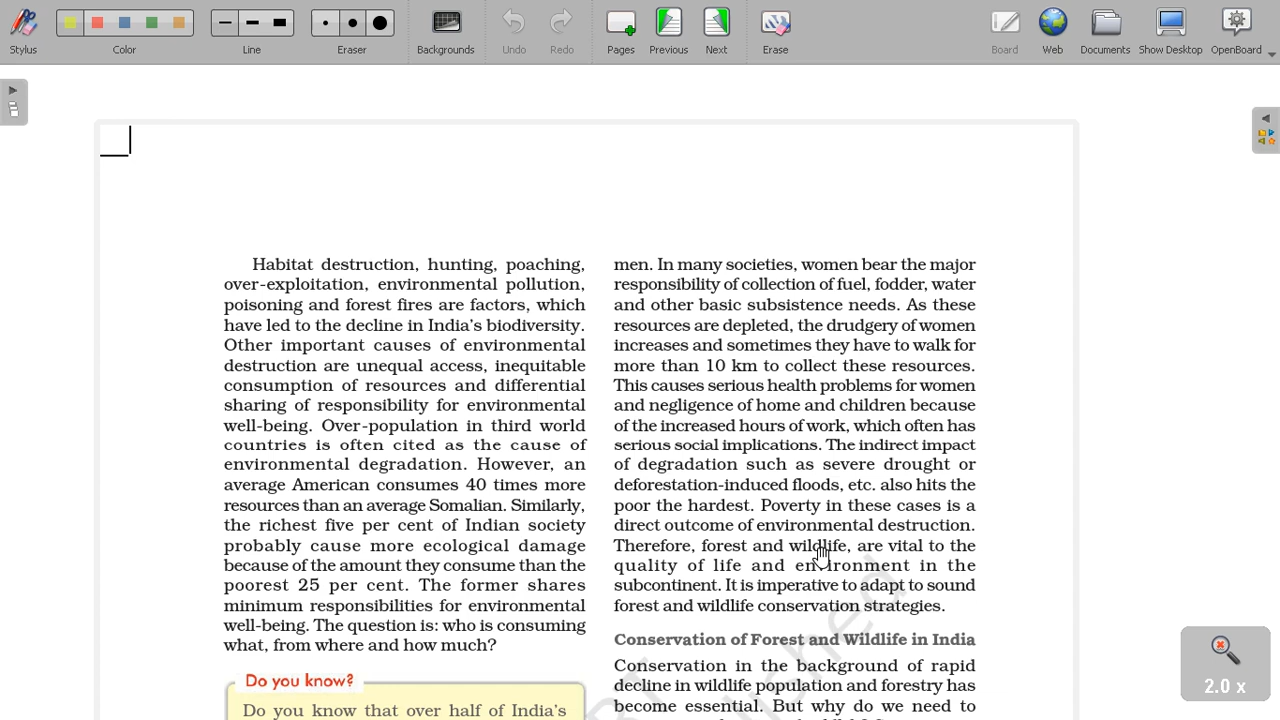 Stylus
Color
Line
Eraser
Backgrounds
Undo
Redo
Pages
Previous
Next
Erase
Board
Web
Documents
Show Desktop
OpenBoard
Habitat destruction, hunting, poaching,
over-exploitation, environmental pollution,
poisoning and forest fires are factors, which
have led to the decline in India's biodiversity.
Other important causes of environmental
destruction are unequal access, inequitable
consumption of resources and differential
sharing of responsibility for environmental
well-being. Over-population in third world
countries is often cited as the cause of
environmental degradation. However, an
average American consumes 40 times more
resources than an average Somalian. Similarly,
the richest five per cent of Indian society
probably cause more ecological damage
because of the amount they consume than the
poorest 25 per cent. The former shares
minimum responsibilities for environmental
well-being. The question is: who is consuming
what, from where and how much?
Do you know?
Do you know that over half of India's
men. In many societies, women bear the major
responsibility of collection of fuel, fodder, water
and other basic subsistence needs. As these
resources are depleted, the drudgery of women
increases and sometimes they have to walk for
more than 10 km to collect these resources.
This causes serious health problems for women
and negligence of home and children because
of the increased hours of work, which often has
serious social implications. The indirect impact
of degradation such as severe drought or
deforestation-induced floods, etc. also hits the
poor the hardest. Poverty in these cases is a
direct outcome of environmental destruction.
Therefore, forest and wildlife, are vital to the
quality of life and environment in the
subcontinent. It is imperative to adapt to sound
forest and wildlife conservation strategies.
Conservation of Forest and Wildlife in India
Conservation in the background of rapid
decline in wildlife population and forestry has
become essential. But why do we need to
2.0 x